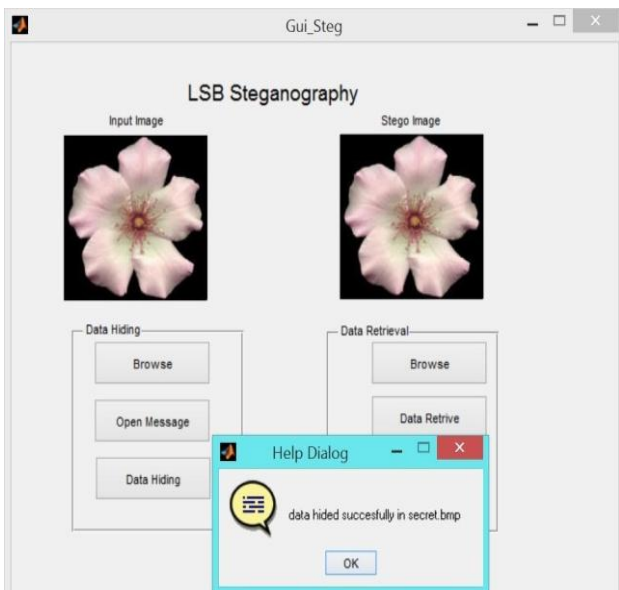 Gui_Steg
LSB Steganography
Input Image
Stego Image
Data Hiding
Browse
Open Message
Data Hiding
Data Retrieval
Browse
Data Retrive
Help Dialog
data hided succesfully in secret.bmp
OK